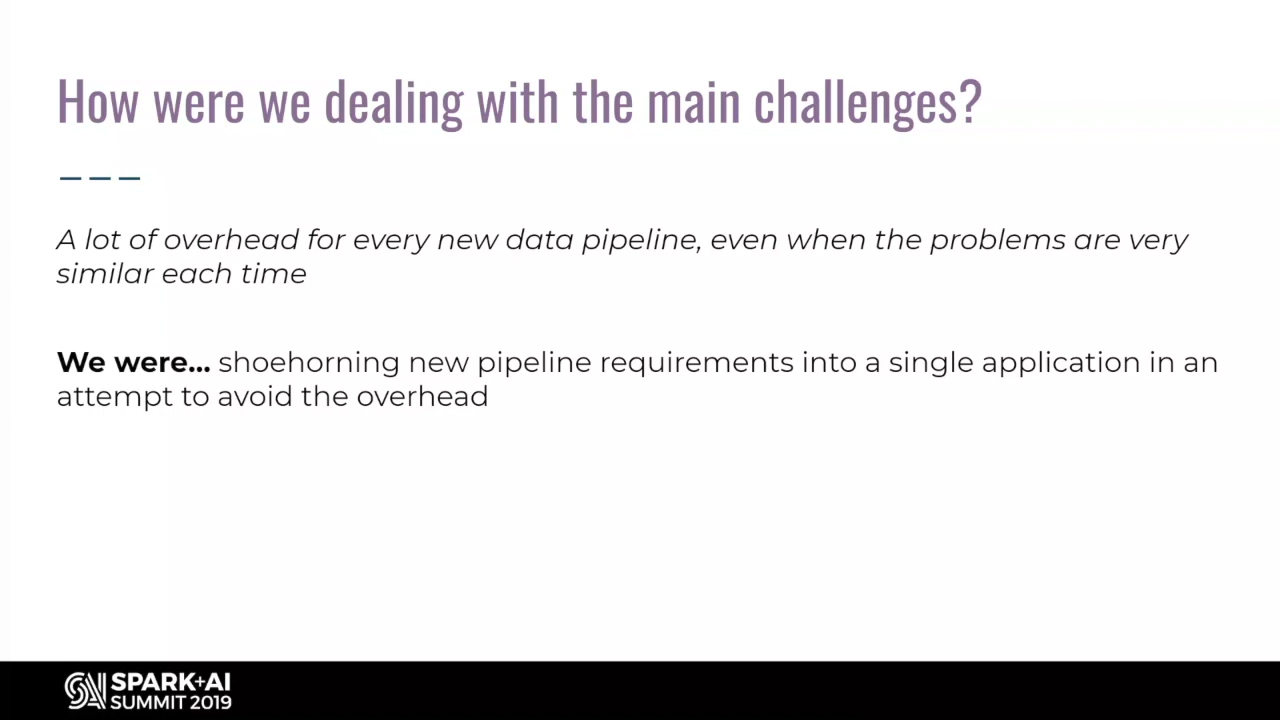 How were we dealing with the main challenges?
A lot of overhead for every new data pipeline, even when the problems are very
similar each time
We were... shoehorning new pipeline requirements into a single application in an
attempt to avoid the overhead
SPARK+AI
SUMMIT 2019